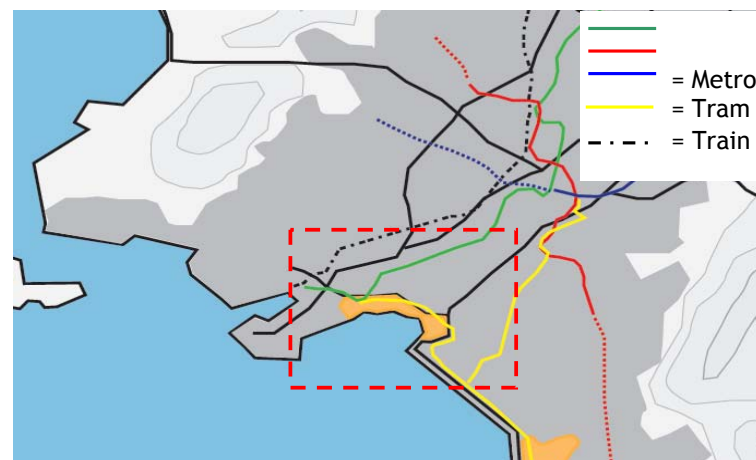 = Metro
= Tram
= Train